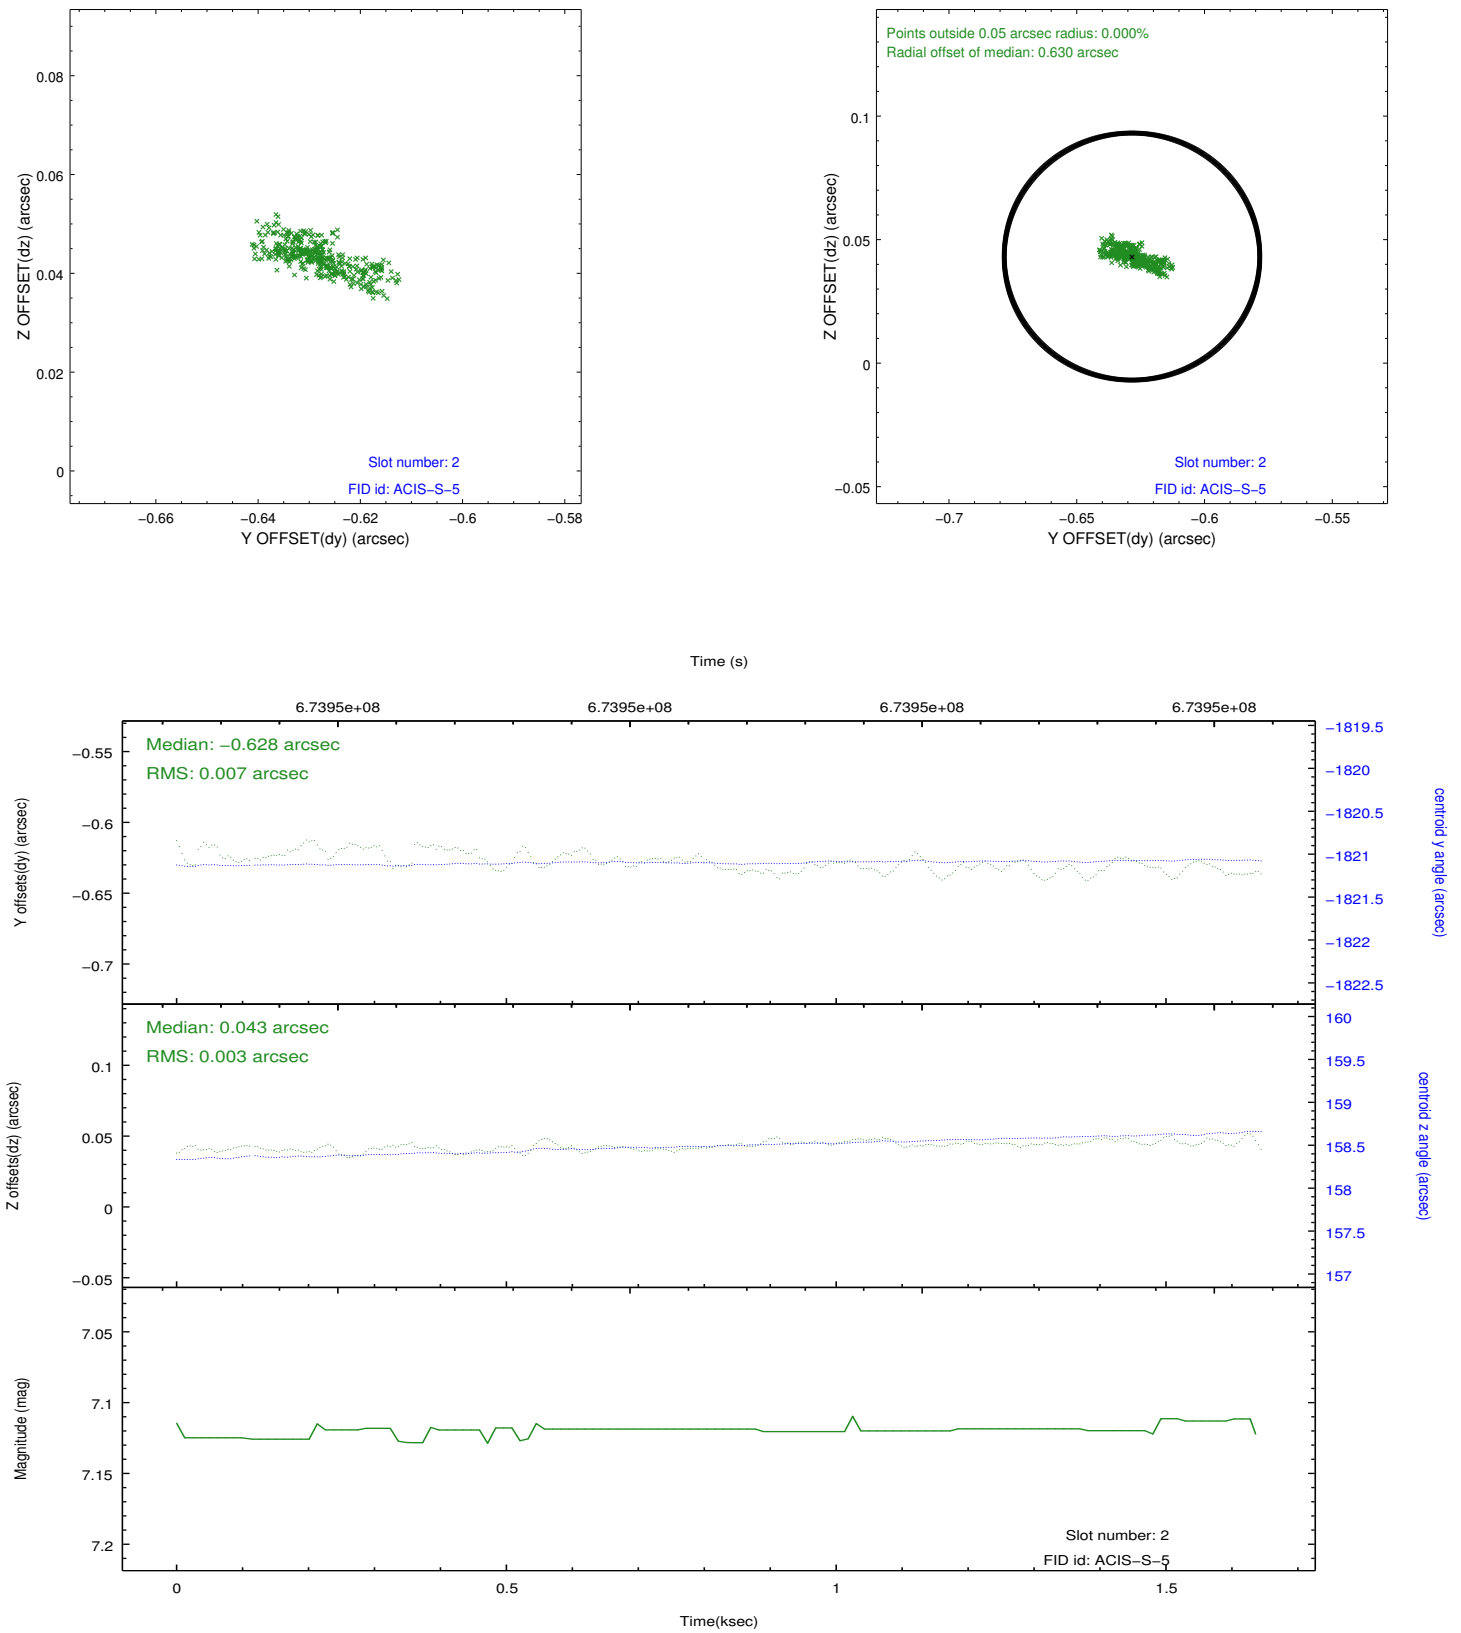 0.08
0.06
0.04
0.02
0
Z OFFSET(dz) (arcsec)
Slot number: 2
FID id: ACIS−S−5
−0.66
−0.64
−0.62
−0.6
−0.58
Y OFFSET(dy) (arcsec)
Points outside 0.05 arcsec radius: 0.000%
Radial offset of median: 0.630 arcsec
0.1
0.05
0
−0.05
Z OFFSET(dz) (arcsec)
Slot number: 2
FID id: ACIS−S−5
−0.7
−0.65
−0.6
−0.55
Y OFFSET(dy) (arcsec)
Time (s)
6.7395e+08
6.7395e+08
6.7395e+08
6.7395e+08
Median: −0.628 arcsec
RMS: 0.007 arcsec
−0.55
−0.6
−0.65
−0.7
Y offsets(dy) (arcsec)
−1819.5
−1820
−1820.5
−1821
−1821.5
−1822
−1822.5
centroid y angle (arcsec)
Median: 0.043 arcsec
RMS: 0.003 arcsec
0.1
0.05
0
−0.05
Z offsets(dz) (arcsec)
160
159.5
159
158.5
158
157.5
157
centroid z angle (arcsec)
7.05
7.1
7.15
7.2
Magnitude (mag)
Slot number: 2
FID id: ACIS−S−5
0
0.5
1
1.5
Time(ksec)